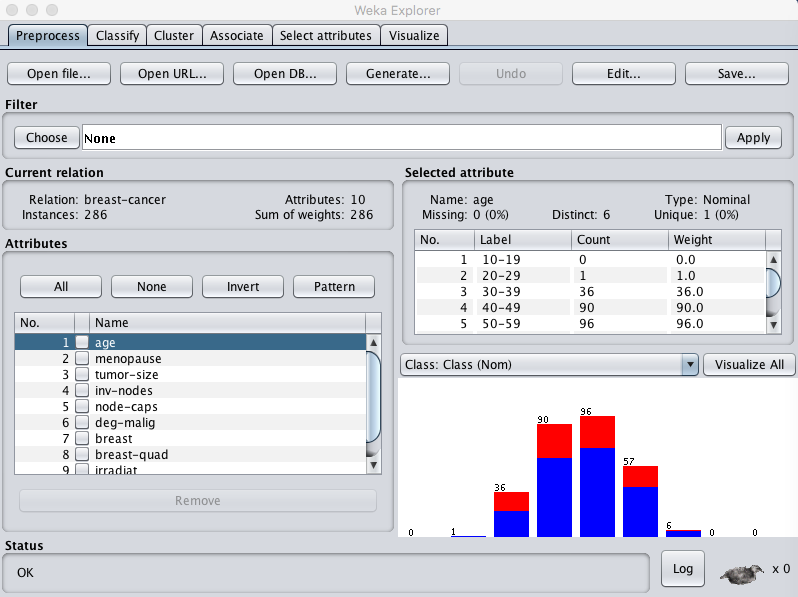 Weka Explorer
Preprocess Classify Cluster Associate Select attributes Visualize
Open file... Open URL... Open DB... Generate... Undo Edit... Save...
Filter
Choose None Apply
Current relation
Relation: breast-cancer Attributes: 10
Instances: 286 Sum of weights: 286
Attributes
All None Invert Pattern
No. Name
1 age
2 menopause
3 tumor-size
4 inv-nodes
5 node-caps
6 deg-malig
7 breast
8 breast-quad
9 irradiat
Remove
Selected attribute
Name: age Type: Nominal
Missing: 0 (0%) Distinct: 6 Unique: 1 (0%)
No. Label Count Weight
1 10-19 0 0.0
2 20-29 1 1.0
3 30-39 36 36.0
4 40-49 90 90.0
5 50-59 96 96.0
Class: Class (Nom) Visualize All
0 1 36 90 96 57 6 0 0
Status
OK Log x 0